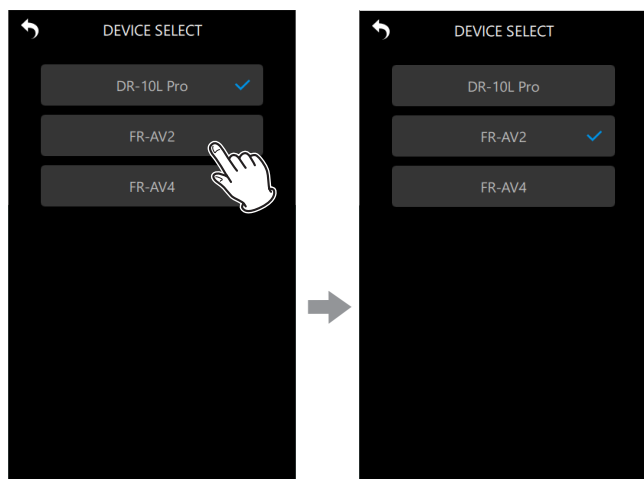 DEVICE SELECT
DR-10L Pro
FR-AV2
FR-AV4
DEVICE SELECT
DR-10L Pro
FR-AV2
FR-AV4